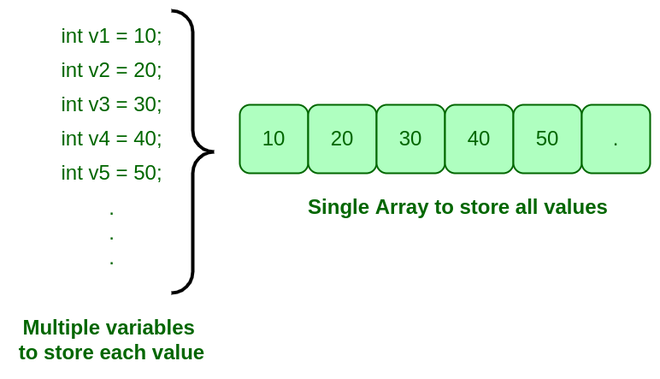 int v1 = 10;
int v2 = 20;
int v3 = 30;
int v4 = 40;
int v5 = 50;
.
.
.
Multiple variables
to store each value
10 20 30 40 50 .
Single Array to store all values